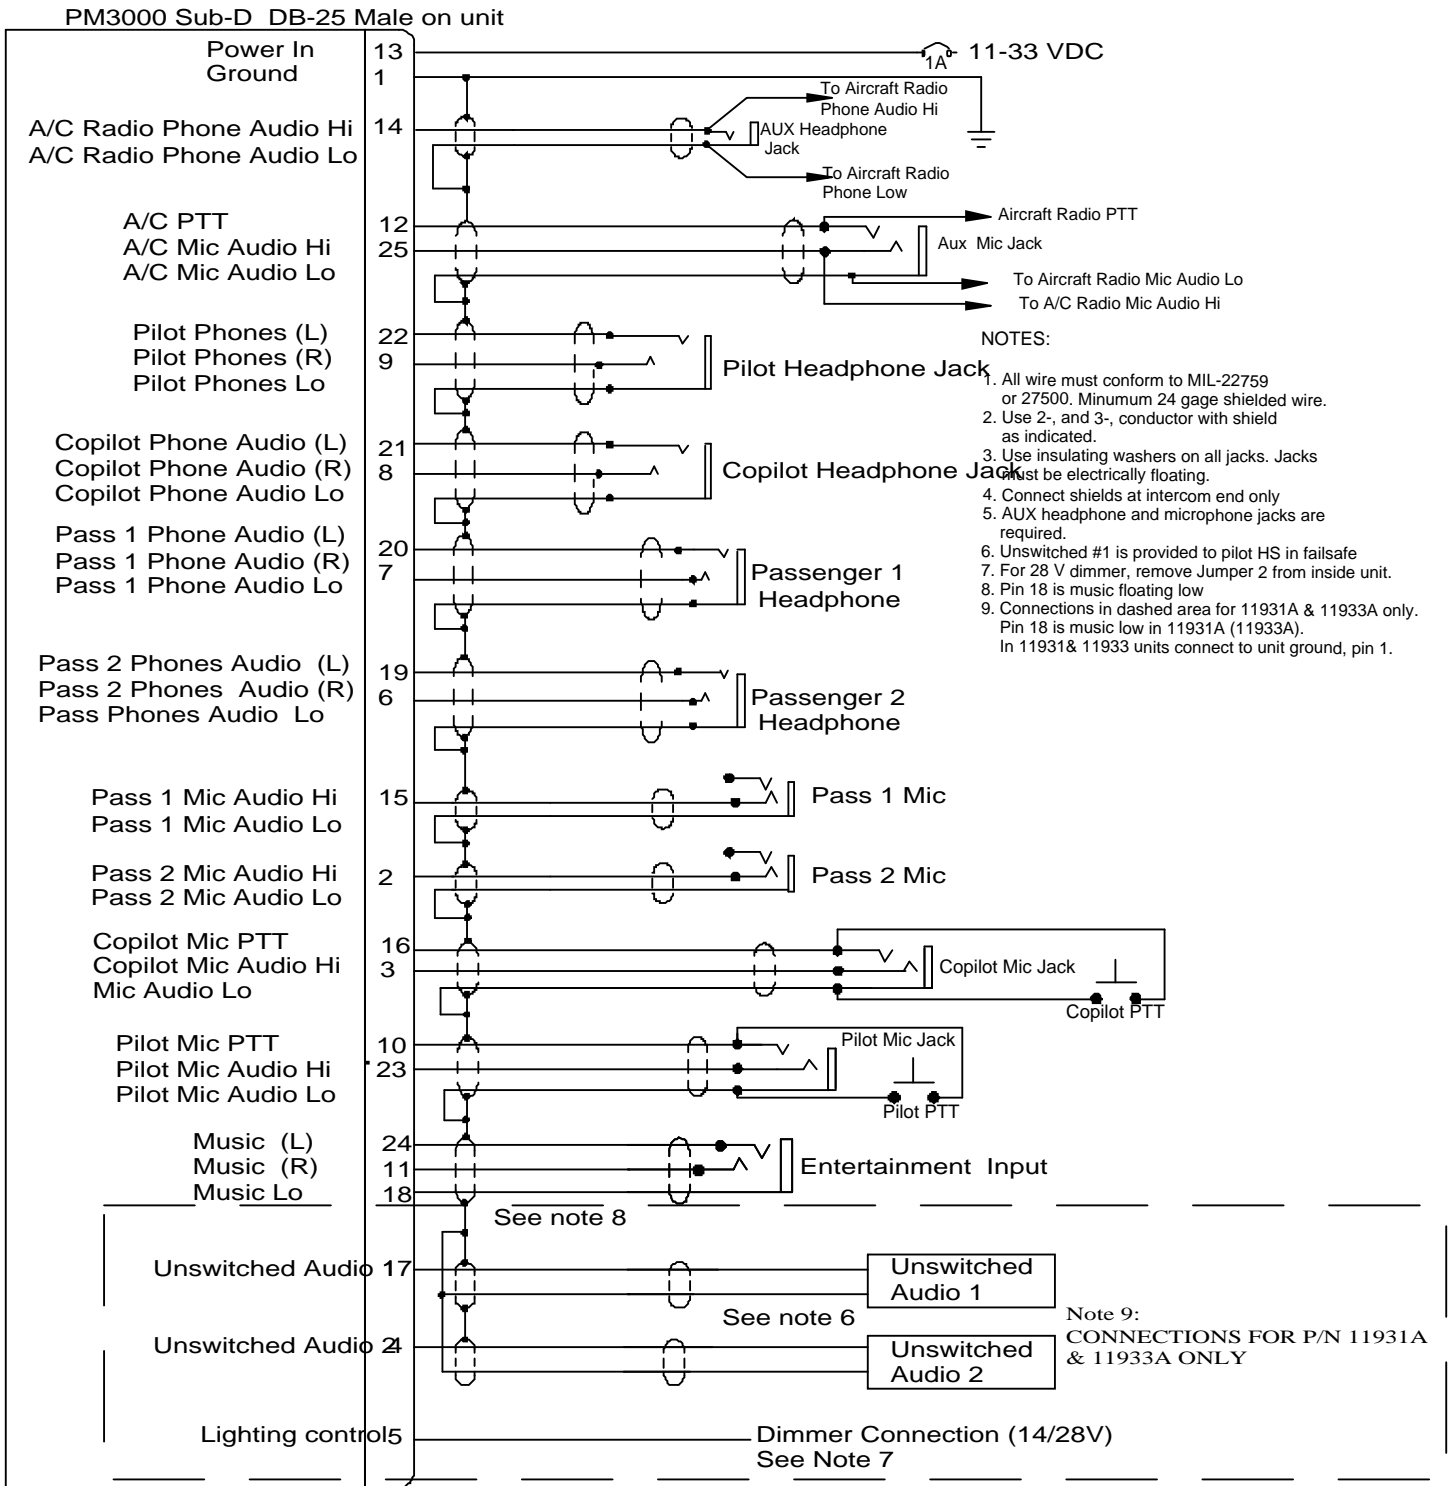 PM3000 Sub-D  DB-25 Male on unit
Power In 13 1A 11-33 VDC
Ground 1
To Aircraft Radio
Phone Audio Hi
A/C Radio Phone Audio Hi 14 AUX Headphone
Jack
A/C Radio Phone Audio Lo
To Aircraft Radio
Phone Low
A/C PTT 12 Aircraft Radio PTT
A/C Mic Audio Hi 25 Aux Mic Jack
A/C Mic Audio Lo
To Aircraft Radio Mic Audio Lo
To A/C Radio Mic Audio Hi
Pilot Phones (L) 22
Pilot Phones (R) 9
Pilot Phones Lo
Pilot Headphone Jack
NOTES:
1. All wire must conform to MIL-22759
or 27500. Minumum 24 gage shielded wire.
2. Use 2-, and 3-, conductor with shield
as indicated.
3. Use insulating washers on all jacks. Jacks
must be electrically floating.
4. Connect shields at intercom end only
5. AUX headphone and microphone jacks are
required.
6. Unswitched #1 is provided to pilot HS in failsafe
7. For 28 V dimmer, remove Jumper 2 from inside unit.
8. Pin 18 is music floating low
9. Connections in dashed area for 11931A & 11933A only.
Pin 18 is music low in 11931A (11933A).
In 11931& 11933 units connect to unit ground, pin 1.
Copilot Phone Audio (L) 21
Copilot Phone Audio (R) 8
Copilot Phone Audio Lo
Copilot Headphone Jack
Pass 1 Phone Audio (L) 20
Pass 1 Phone Audio (R) 7
Pass 1 Phone Audio Lo
Passenger 1
Headphone
Pass 2 Phones Audio (L) 19
Pass 2 Phones Audio (R) 6
Pass Phones Audio Lo
Passenger 2
Headphone
Pass 1 Mic Audio Hi 15 Pass 1 Mic
Pass 1 Mic Audio Lo
Pass 2 Mic Audio Hi 2 Pass 2 Mic
Pass 2 Mic Audio Lo
Copilot Mic PTT 16
Copilot Mic Audio Hi 3 Copilot Mic Jack
Mic Audio Lo
Copilot PTT
Pilot Mic PTT 10 Pilot Mic Jack
Pilot Mic Audio Hi 23
Pilot Mic Audio Lo
Pilot PTT
Music (L) 24
Music (R) 11 Entertainment Input
Music Lo 18
See note 8
Unswitched Audio 1 17 Unswitched
Audio 1
See note 6
Note 9:
CONNECTIONS FOR P/N 11931A
& 11933A ONLY
Unswitched Audio 2 4 Unswitched
Audio 2
Lighting control 5 Dimmer Connection (14/28V)
See Note 7